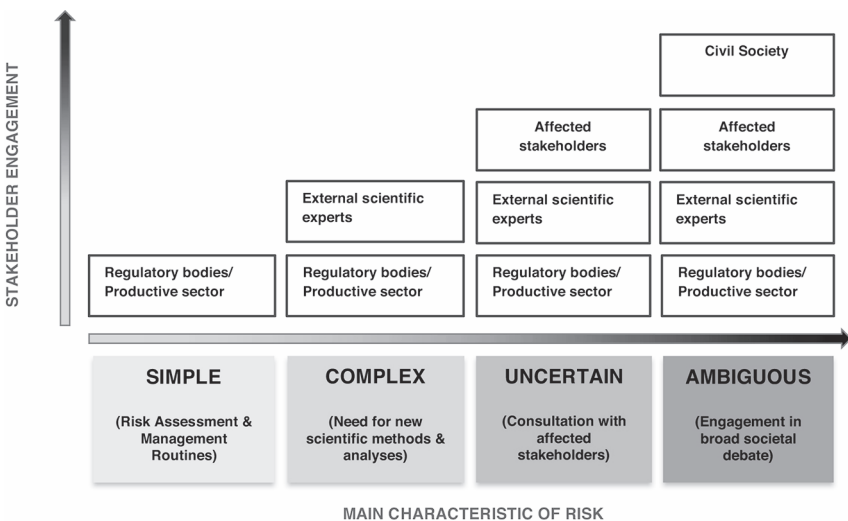 STAKEHOLDER ENGAGEMENT
Civil Society
Affected
stakeholders
Affected
stakeholders
External scientific
experts
External scientific
experts
External scientific
experts
Regulatory bodies/
Productive sector
Regulatory bodies/
Productive sector
Regulatory bodies/
Productive sector
Regulatory bodies/
Productive sector
SIMPLE
(Risk Assessment &
Management
Routines)
COMPLEX
(Need for new
scientific methods &
analyses)
UNCERTAIN
(Consultation with
affected
stakeholders)
AMBIGUOUS
(Engagement in
broad societal
debate)
MAIN CHARACTERISTIC OF RISK